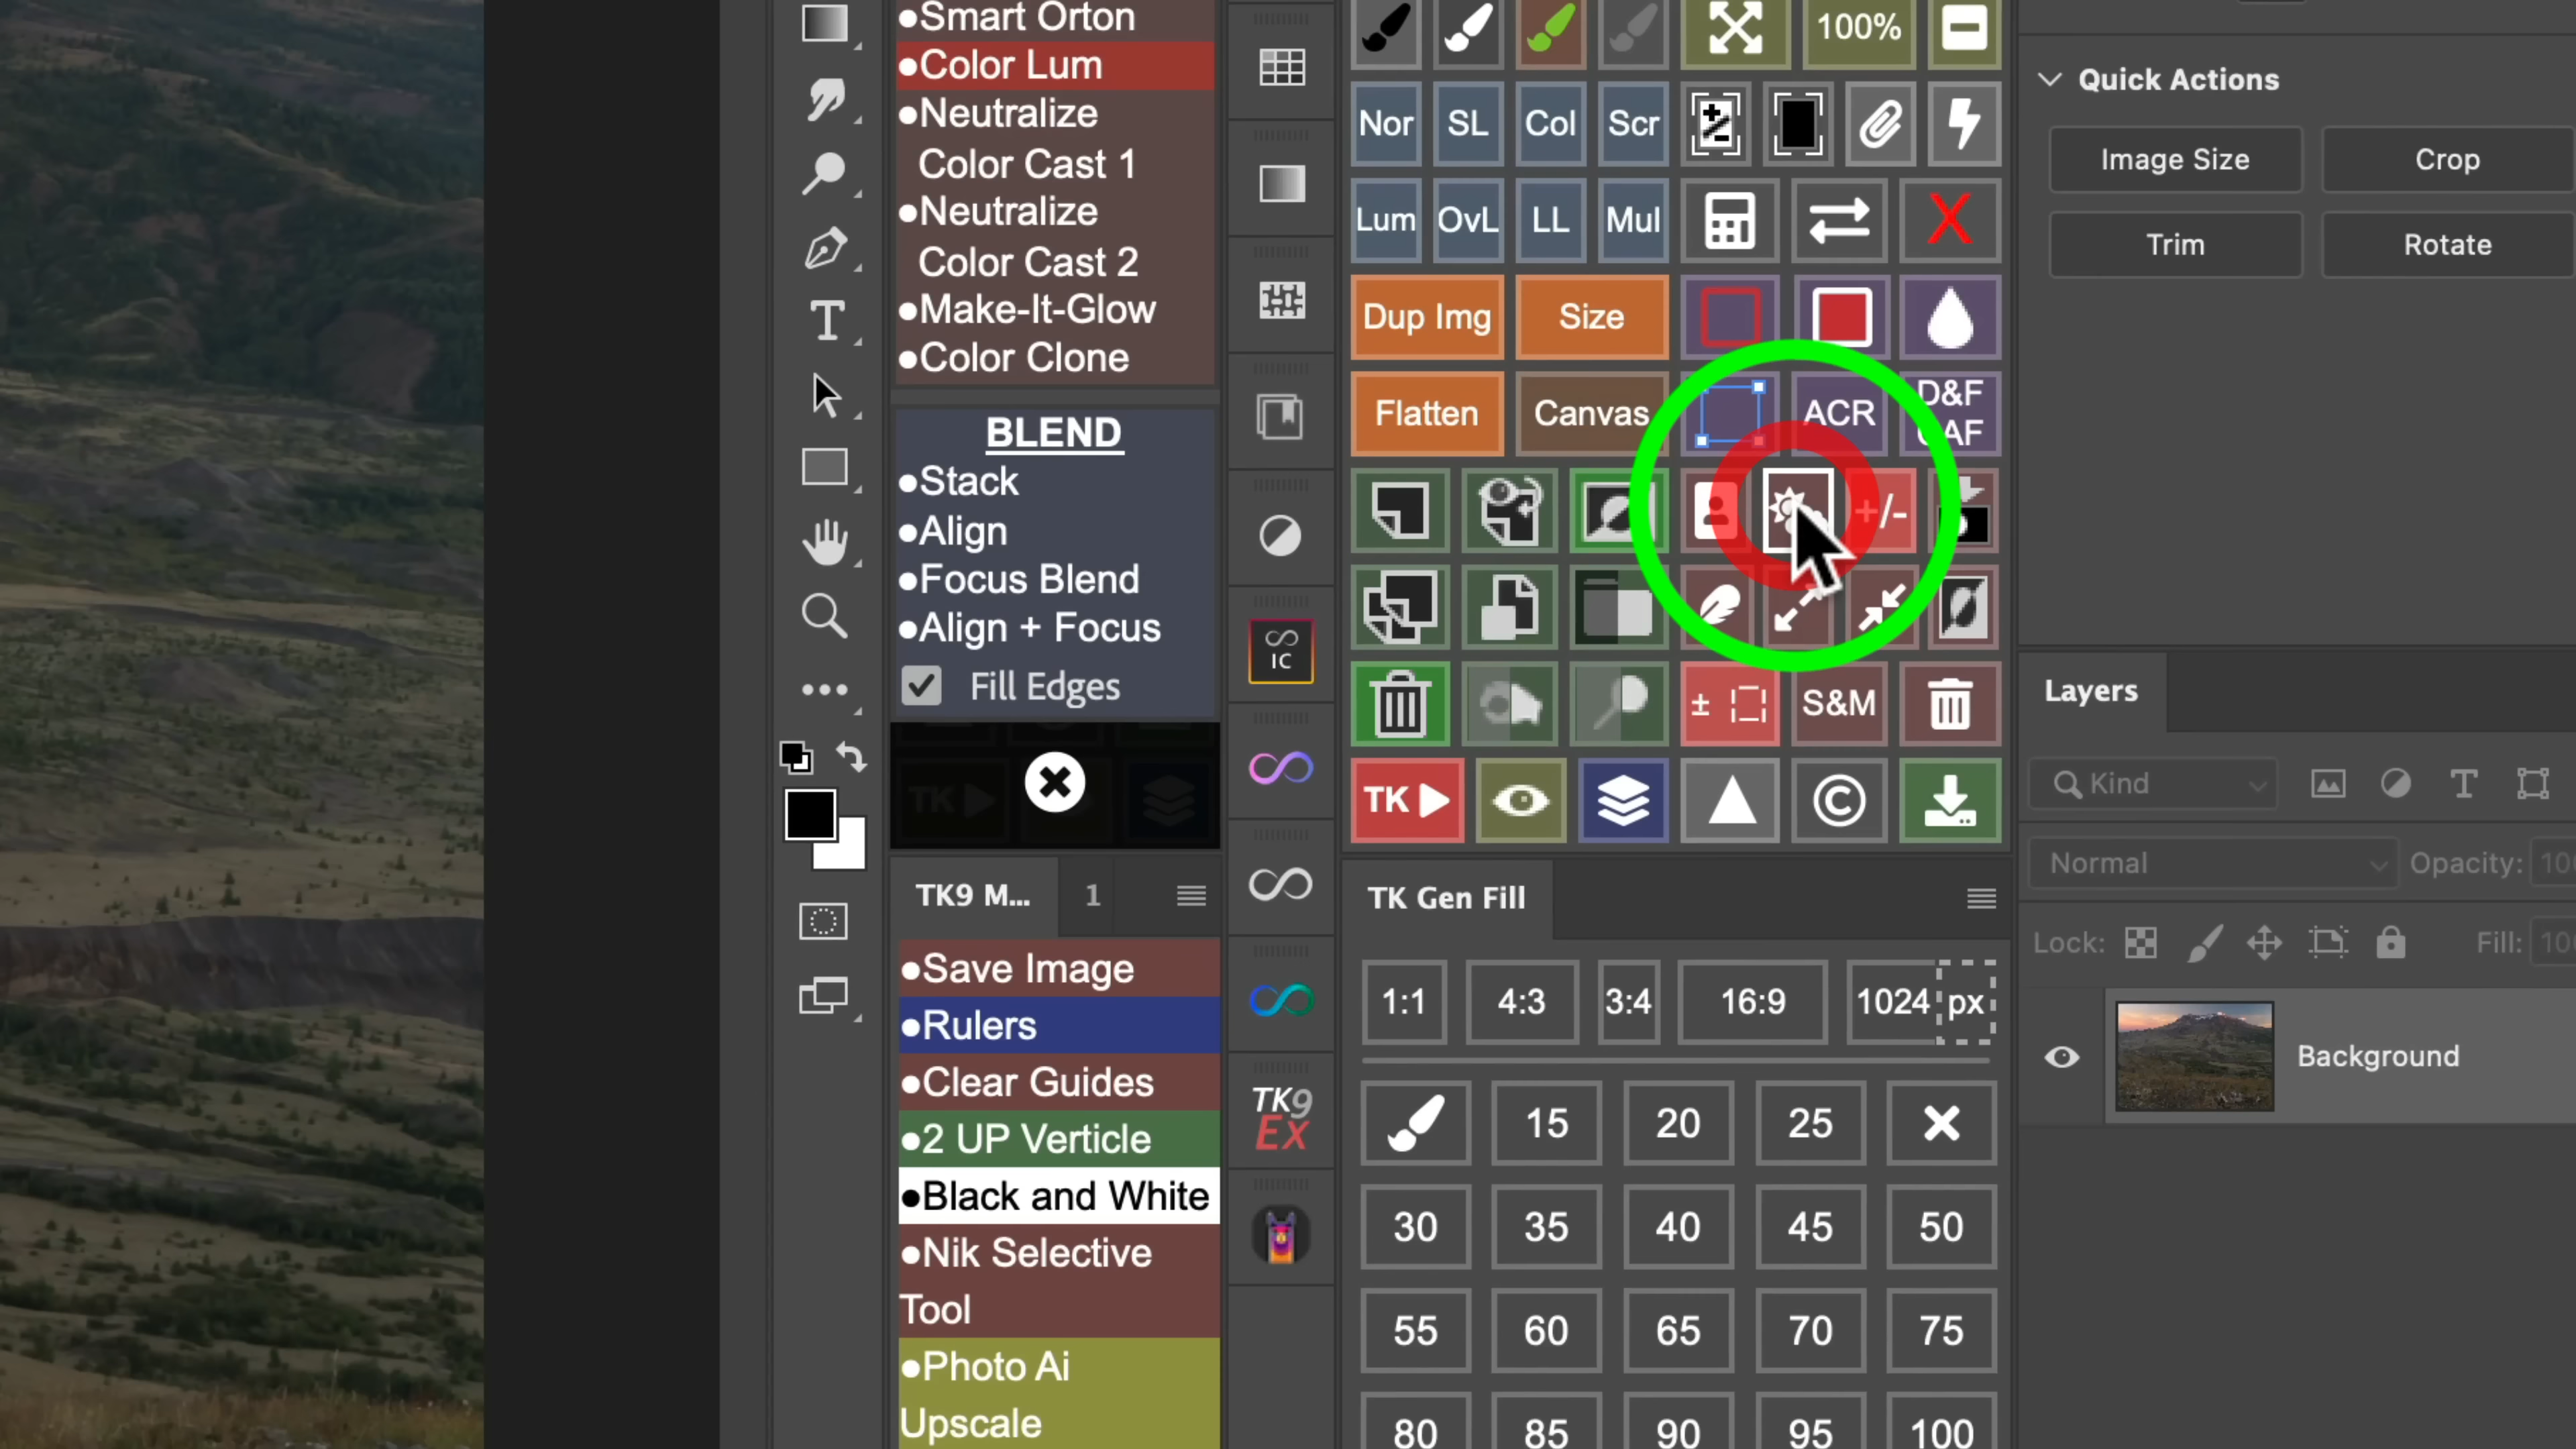 ●Smart Orton
●Color Lum
●Neutralize
Color Cast 1
●Neutralize
Color Cast 2
●Make-It-Glow
●Color Clone
BLEND
●Stack
●Align
●Focus Blend
●Align + Focus
Fill Edges
TK
TK9 M...
1
●Save Image
●Rulers
●Clear Guides
●2 UP Verticle
●Black and White
●Nik Selective
Tool
●Photo Ai
Upscale
IC
TK9
EX
100%
Nor SL Col Scr
Lum OvL LL Mul
X
Dup Img Size
Flatten Canvas ACR D&F
+/-
± S&M
TK
©
TK Gen Fill
1:1 4:3 3:4 16:9 1024 px
15 20 25
30 35 40 45 50
55 60 65 70 75
80 85 90 95 100
Quick Actions
Image Size Crop
Trim Rotate
Layers
Kind
Normal Opacity:
Lock: Fill:
Background